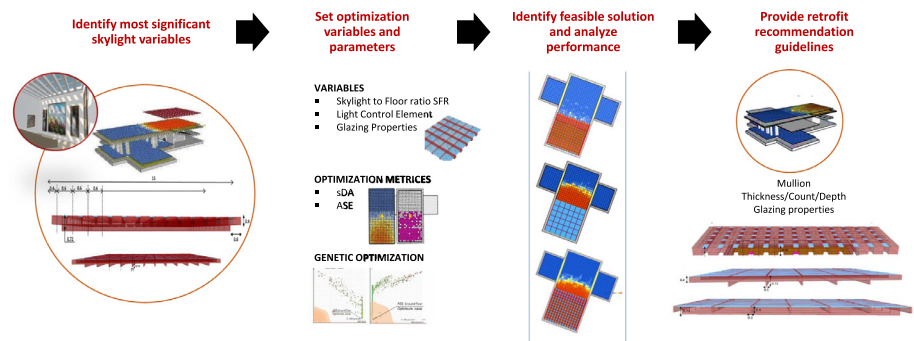 Identify most significant
skylight variables
Set optimization
variables and
parameters
Identify feasible solution
and analyze
performance
Provide retrofit
recommendation
guidelines
VARIABLES
▪ Skylight to Floor ratio SFR
▪ Light Control Element
▪ Glazing Properties
OPTIMIZATION METRICES
▪ sDA
▪ ASE
GENETIC OPTIMIZATION
Mullion
Thickness/Count/Depth
Glazing properties